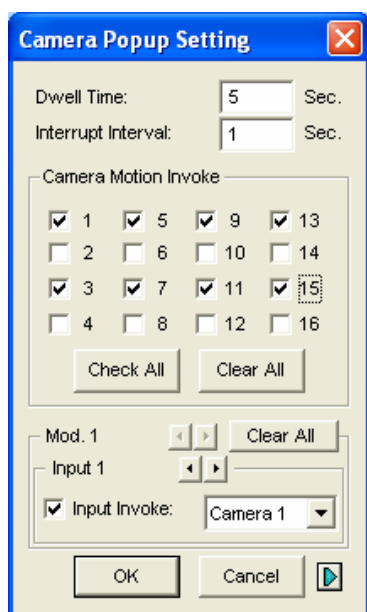 Camera Popup Setting
Dwell Time: 5 Sec.
Interrupt Interval: 1 Sec.
Camera Motion Invoke
1 5 9 13
2 6 10 14
3 7 11 15
4 8 12 16
Check All Clear All
Mod. 1 Clear All
Input 1
Input Invoke: Camera 1
OK Cancel